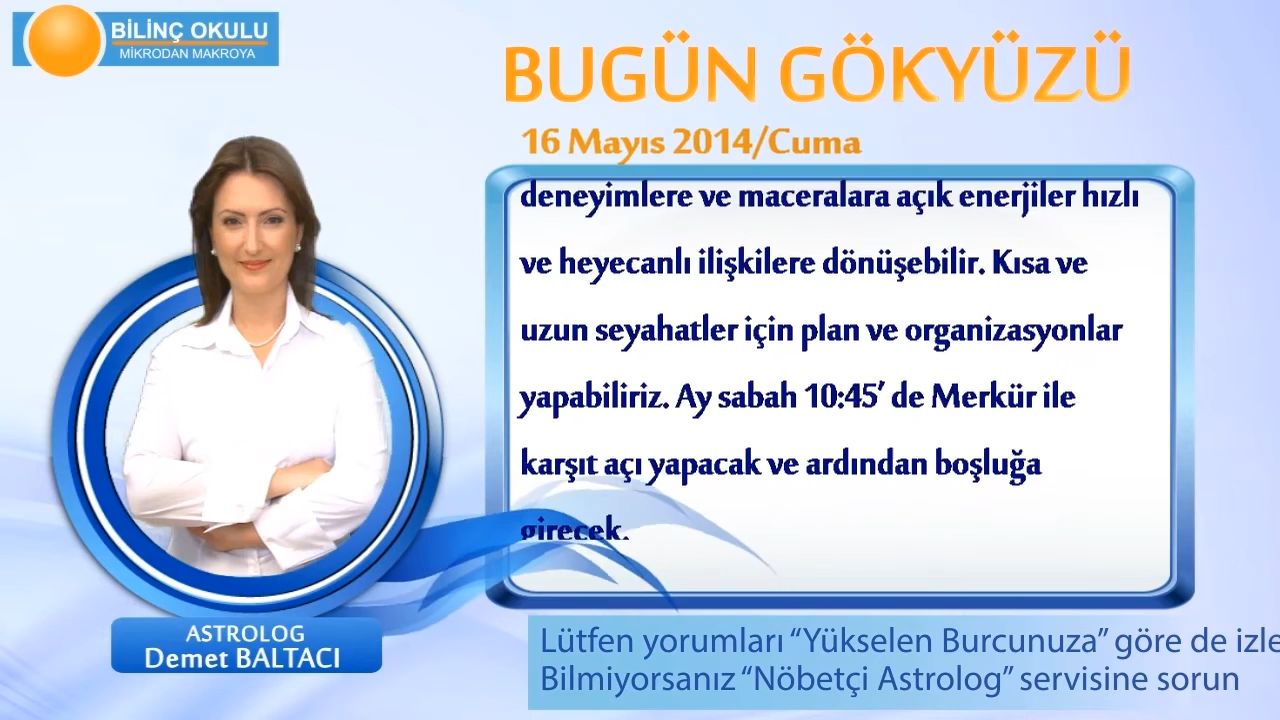 BİLİNÇ OKULU
MİKRODAN MAKROYA
BUGÜN GÖKYÜZÜ
16 Mayıs 2014/Cuma
deneyimlere ve maceralara açık enerjiler hızlı
ve heyecanlı ilişkilere dönüşebilir. Kısa ve
uzun seyahatler için plan ve organizasyonlar
yapabiliriz. Ay sabah 10:45’ de Merkür ile
karşıt açı yapacak ve ardından boşluğa
girecek.
ASTROLOG
Demet BALTACI
Lütfen yorumları “Yükselen Burcunuza” göre de izle
Bilmiyorsanız “Nöbetçi Astrolog” servisine sorun